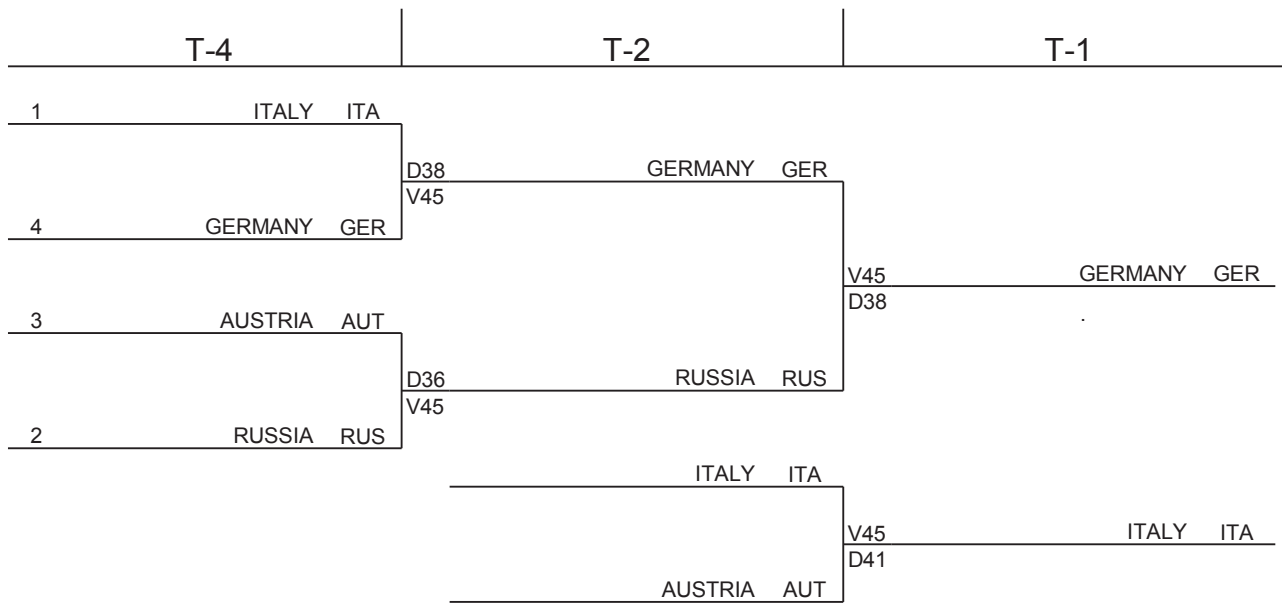 T-4 T-2 T-1
1 ITALY ITA
D38 GERMANY GER
V45
4 GERMANY GER
V45 GERMANY GER
D38
.
3 AUSTRIA AUT
D36 RUSSIA RUS
V45
2 RUSSIA RUS
ITALY ITA
V45 ITALY ITA
D41
AUSTRIA AUT